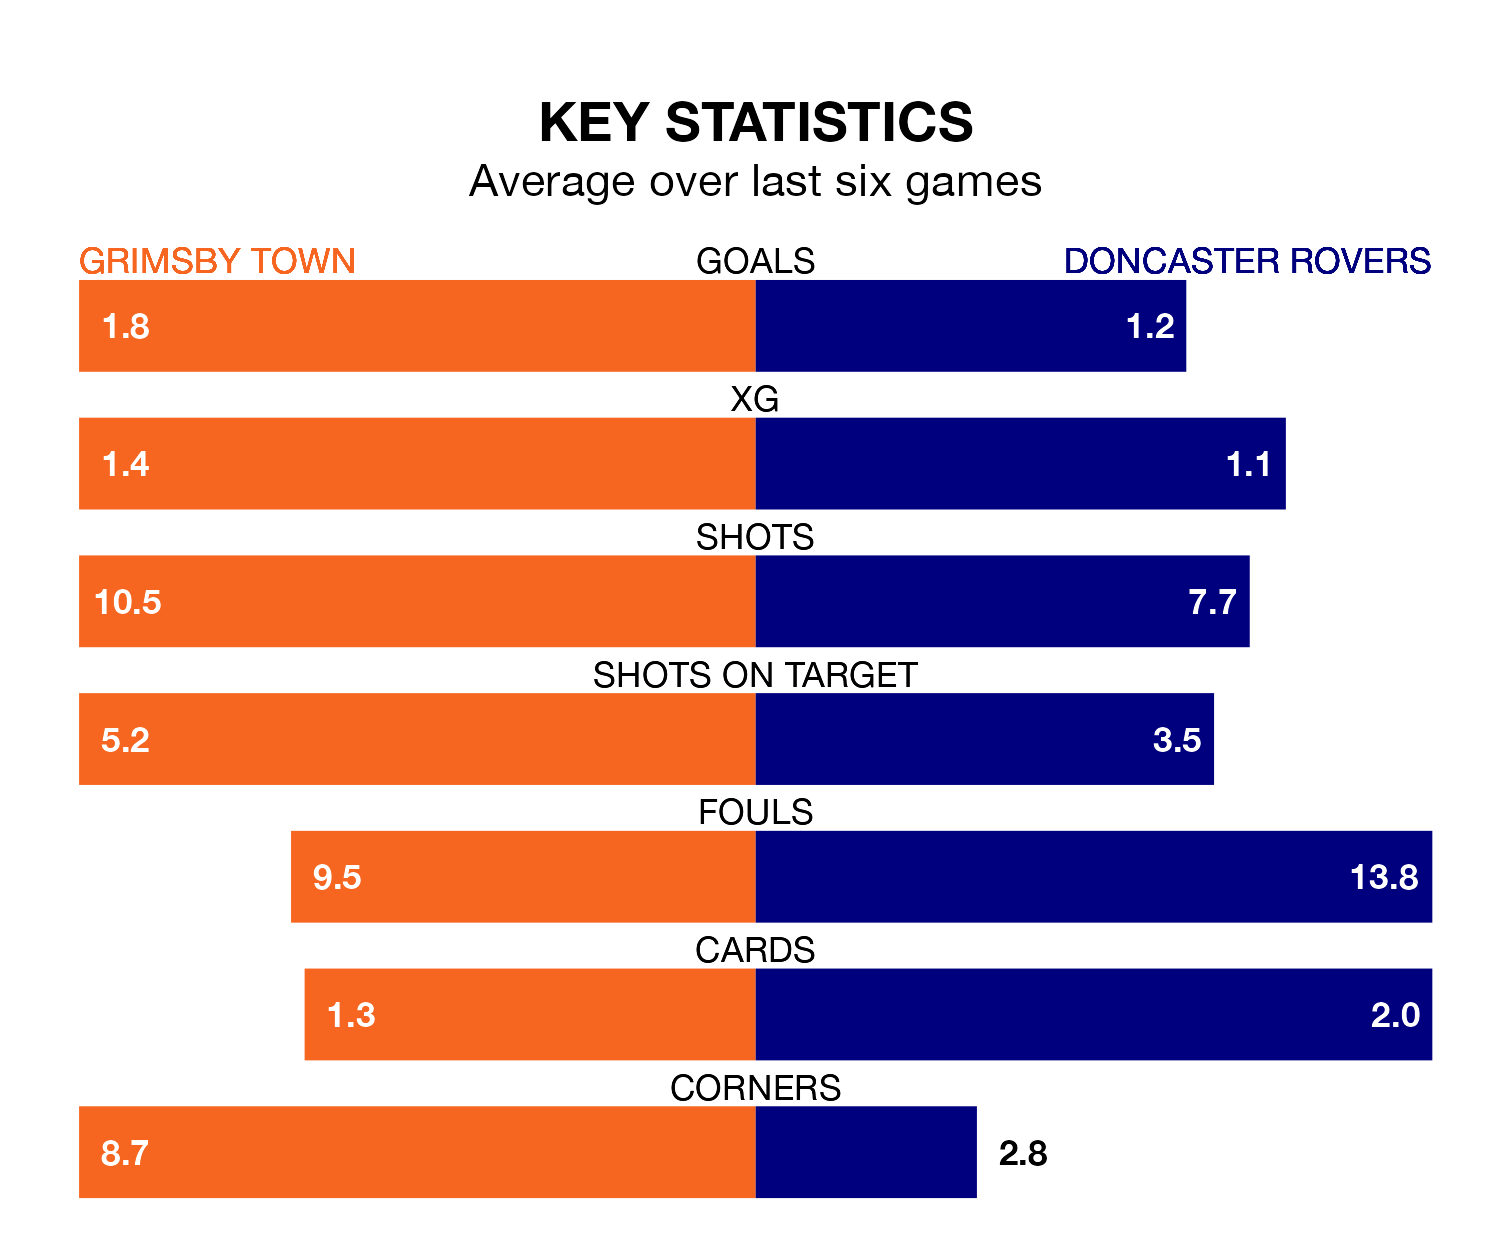 KEY STATISTICS
Average over last six games
GRIMSBY TOWN GOALS DONCASTER ROVERS
1.8 1.2
XG
1.4 1.1
SHOTS
10.5 7.7
SHOTS ON TARGET
5.2 3.5
FOULS
9.5 13.8
CARDS
1.3 2.0
CORNERS
8.7 2.8